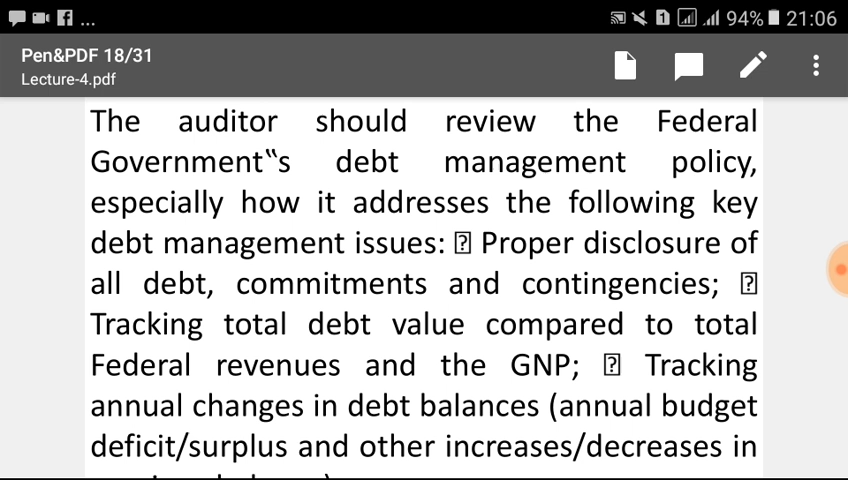 ... 94% 21:06
Pen&PDF 18/31
Lecture-4.pdf
The auditor should review the Federal
Government‟s debt management policy,
especially how it addresses the following key
debt management issues: ⍰ Proper disclosure of
all debt, commitments and contingencies; ⍰
Tracking total debt value compared to total
Federal revenues and the GNP; ⍰ Tracking
annual changes in debt balances (annual budget
deficit/surplus and other increases/decreases in